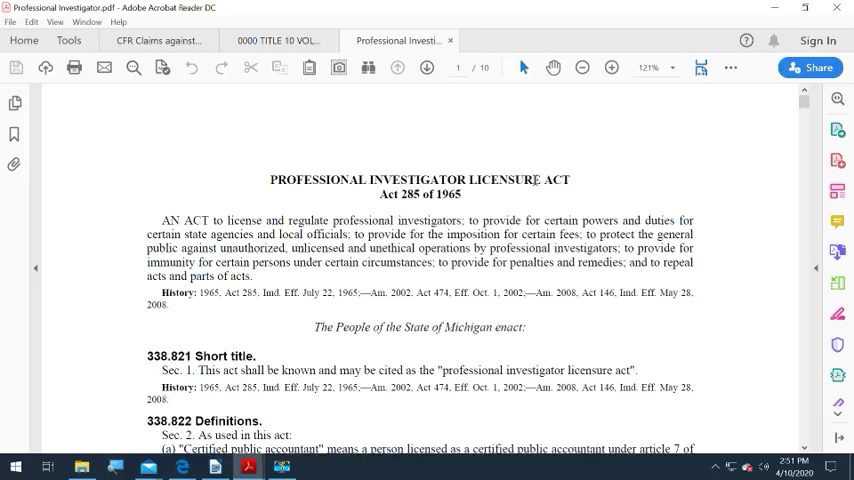 Professional Investigator.pdf - Adobe Acrobat Reader DC
File Edit View Window Help
Home Tools CFR Claims against... 0000 TITLE 10 VOL... Professional Investi... × Sign In
1 / 10 121% Share
PROFESSIONAL INVESTIGATOR LICENSURE ACT
Act 285 of 1965
AN ACT to license and regulate professional investigators; to provide for certain powers and duties for
certain state agencies and local officials; to provide for the imposition for certain fees; to protect the general
public against unauthorized, unlicensed and unethical operations by professional investigators; to provide for
immunity for certain persons under certain circumstances; to provide for penalties and remedies; and to repeal
acts and parts of acts.
History: 1965, Act 285, Imd. Eff. July 22, 1965;—Am. 2002, Act 474, Eff. Oct. 1, 2002;—Am. 2008, Act 146, Imd. Eff. May 28,
2008.
The People of the State of Michigan enact:
338.821 Short title.
Sec. 1. This act shall be known and may be cited as the "professional investigator licensure act".
History: 1965, Act 285, Imd. Eff. July 22, 1965;—Am. 2002, Act 474, Eff. Oct. 1, 2002;—Am. 2008, Act 146, Imd. Eff. May 28,
2008.
338.822 Definitions.
Sec. 2. As used in this act:
(a) "Certified public accountant" means a person licensed as a certified public accountant under article 7 of
2:51 PM
4/10/2020